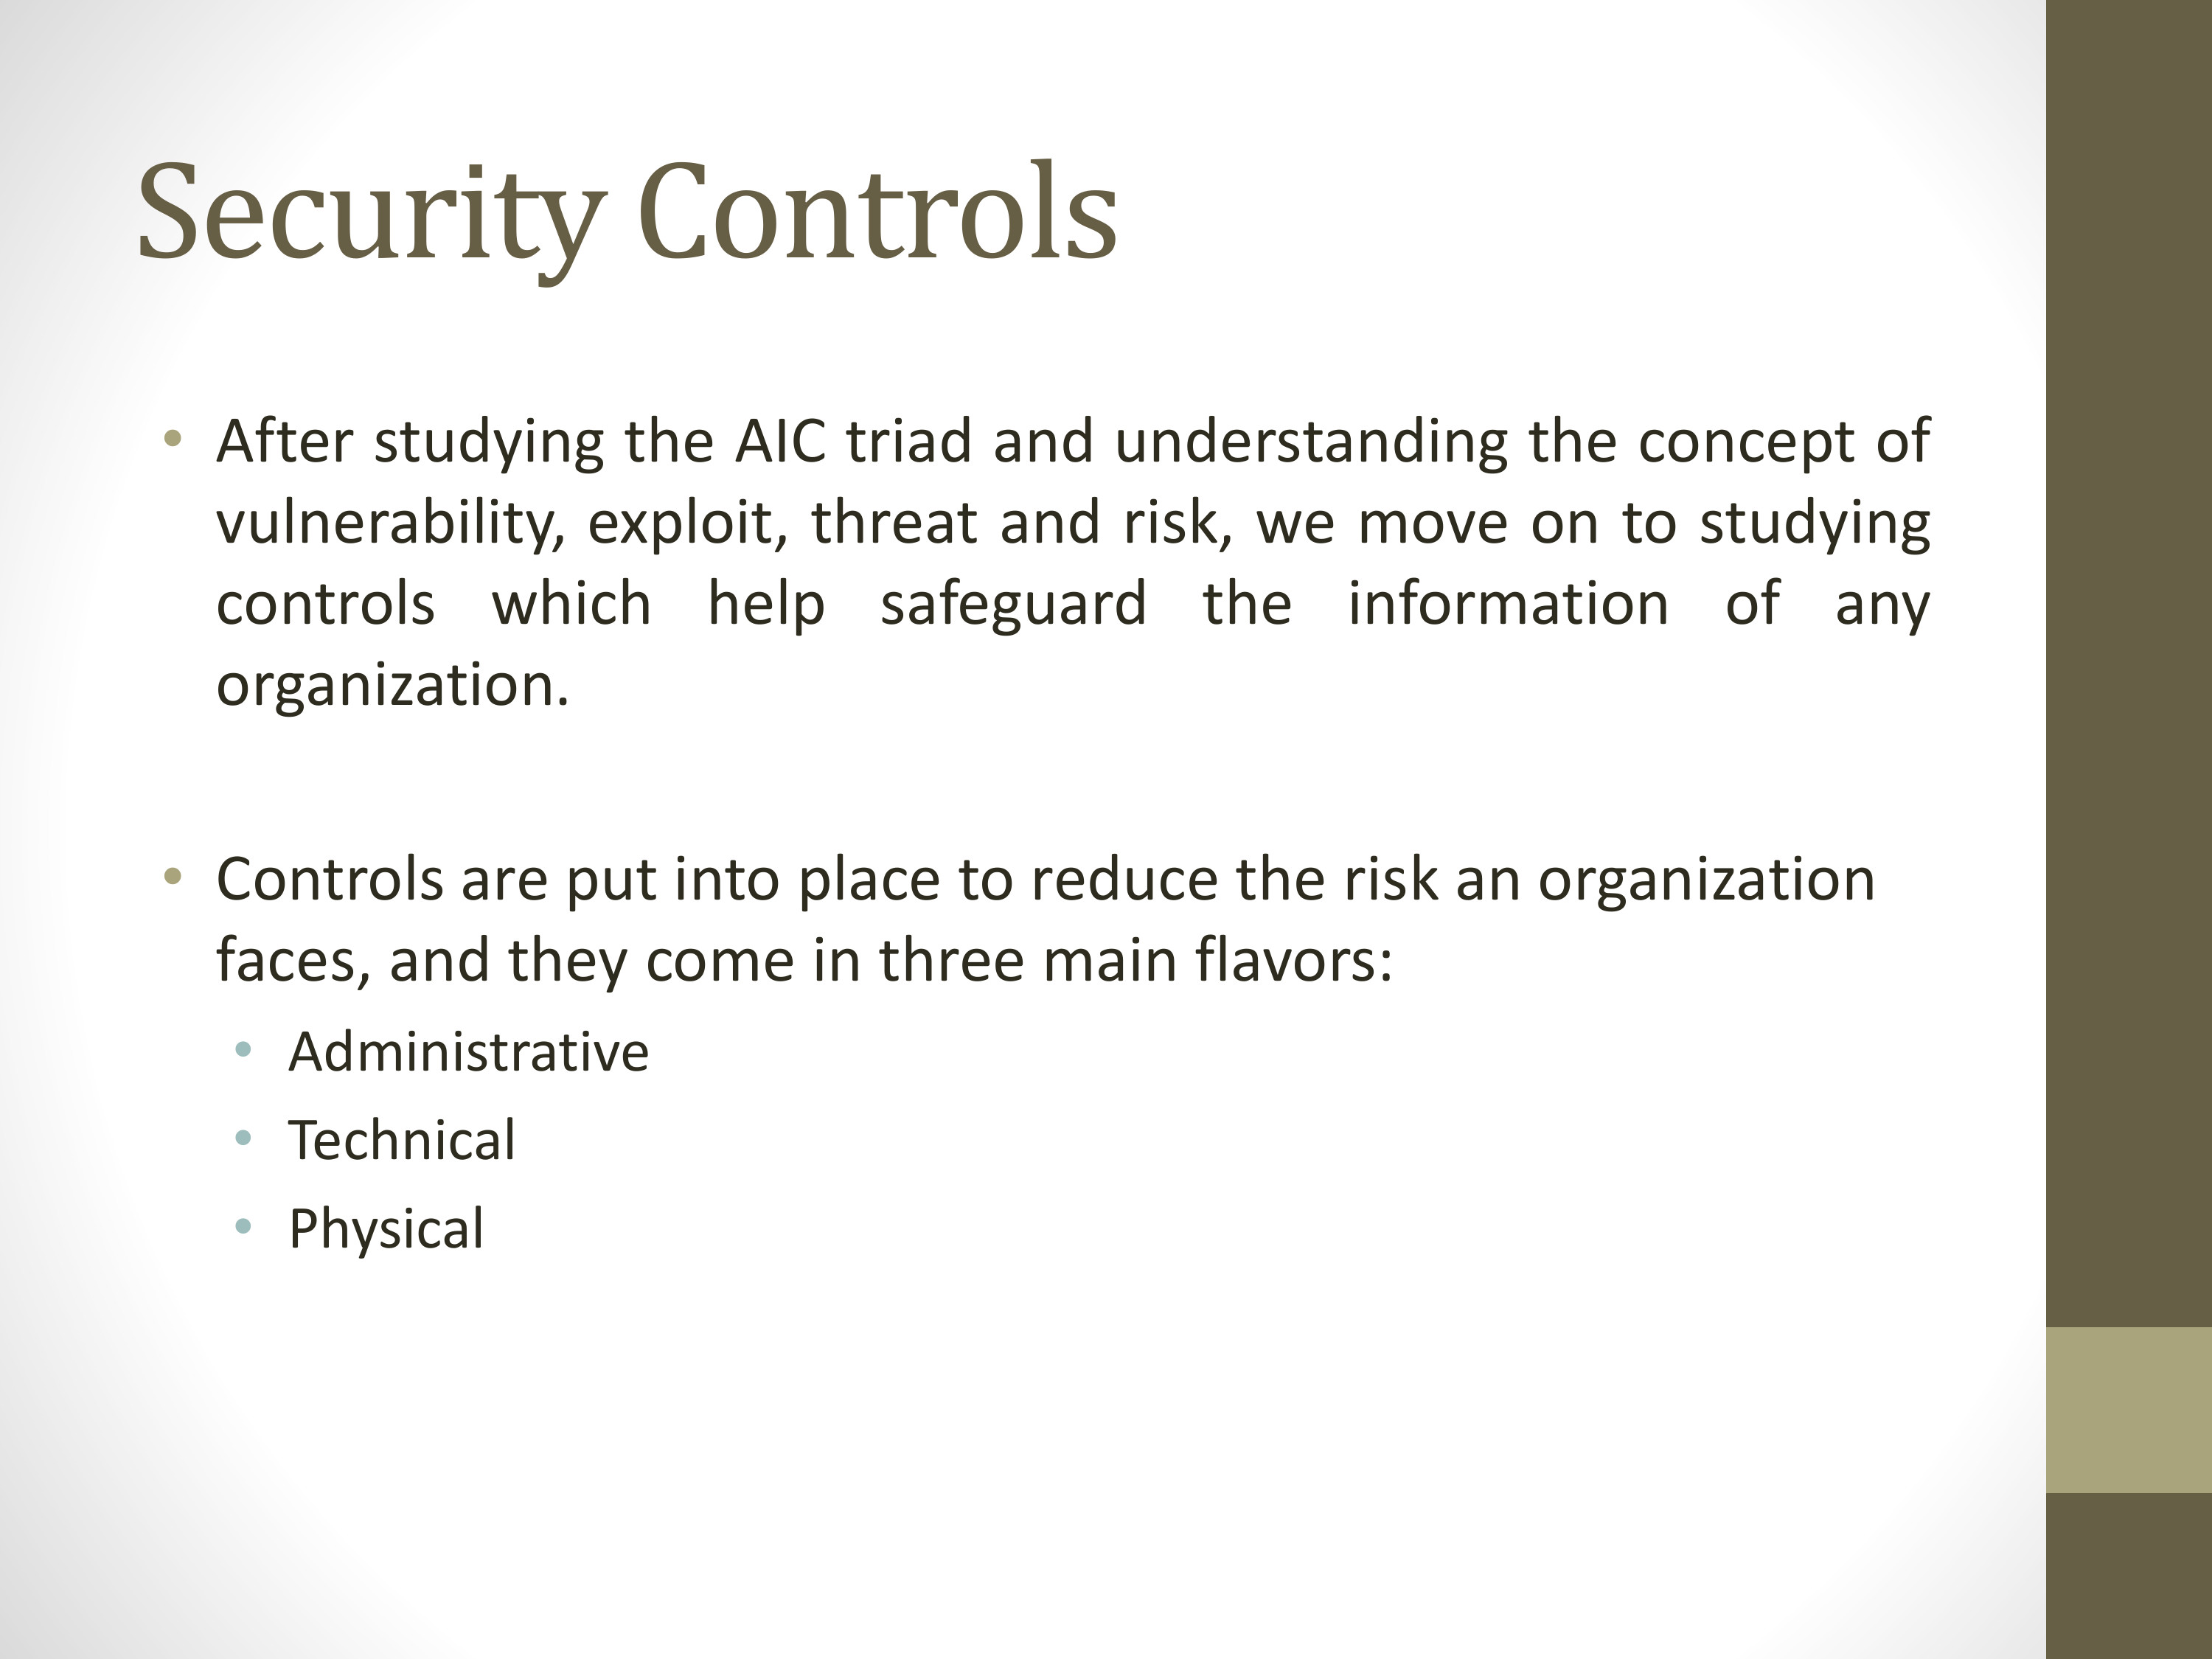 Security Controls
• After studying the AIC triad and understanding the concept of
vulnerability, exploit, threat and risk, we move on to studying
controls which help safeguard the information of any
organization.
• Controls are put into place to reduce the risk an organization
faces, and they come in three main flavors:
• Administrative
• Technical
• Physical